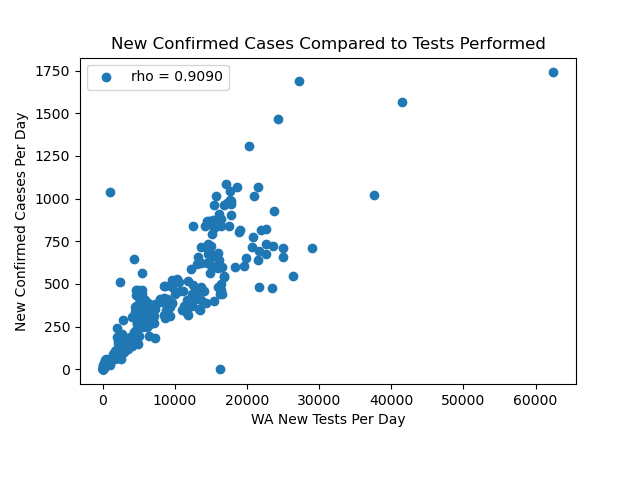 New Confirmed Cases Compared to Tests Performed
rho = 0.9090
1750
1500
1250
1000
750
500
250
0
New Confirmed Caeses Per Day
0 10000 20000 30000 40000 50000 60000
WA New Tests Per Day